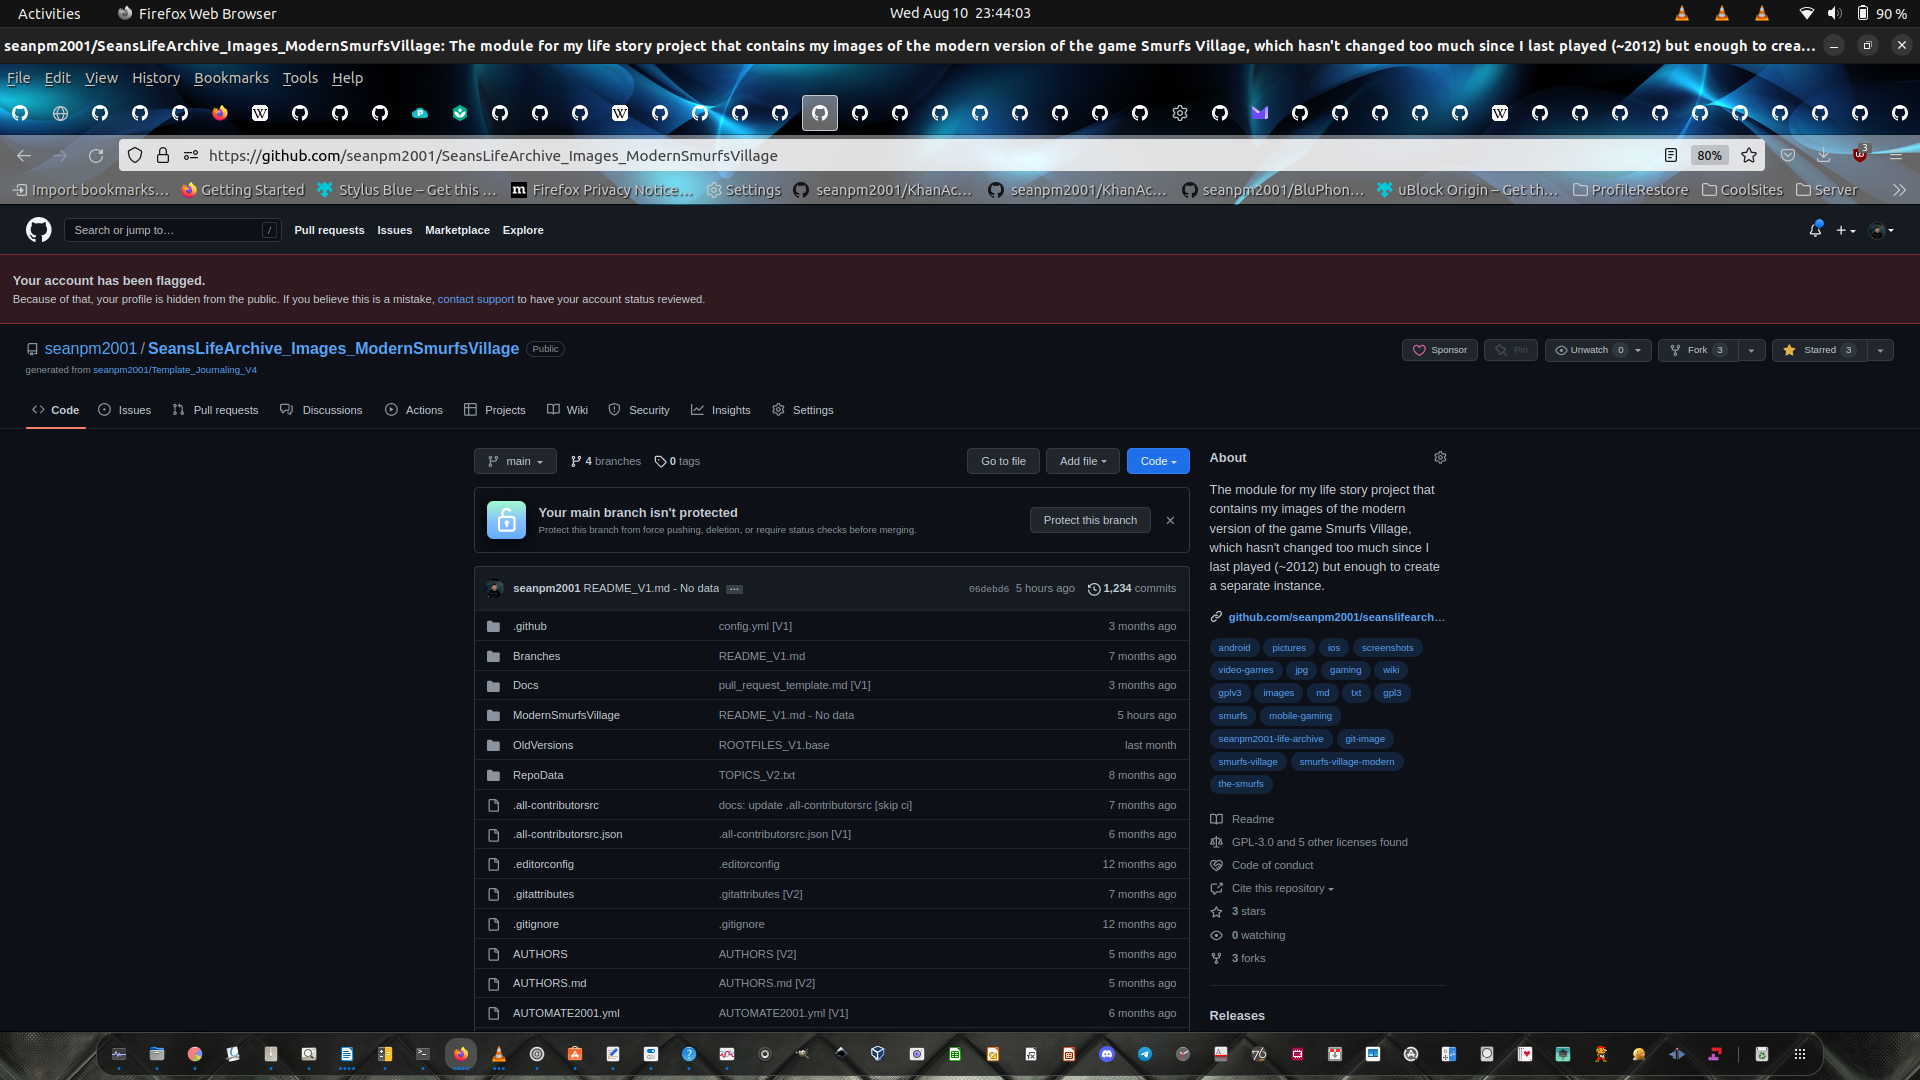 Activities Firefox Web Browser Wed Aug 10 23:44:03 90 %
seanpm2001/SeansLifeArchive_Images_ModernSmurfsVillage: The module for my life story project that contains my images of the modern version of the game Smurfs Village, which hasn't changed too much since I last played (~2012) but enough to crea…
File Edit View History Bookmarks Tools Help
https://github.com/seanpm2001/SeansLifeArchive_Images_ModernSmurfsVillage 80% 3
Import bookmarks… Getting Started Stylus Blue – Get this … Firefox Privacy Notice… Settings seanpm2001/KhanAc… seanpm2001/KhanAc… seanpm2001/BluPhon… uBlock Origin – Get th… ProfileRestore CoolSites Server
Search or jump to… / Pull requests Issues Marketplace Explore
Your account has been flagged.
Because of that, your profile is hidden from the public. If you believe this is a mistake, contact support to have your account status reviewed.
seanpm2001 / SeansLifeArchive_Images_ModernSmurfsVillage Public
Sponsor Pin Unwatch 0 Fork 3 Starred 3
generated from seanpm2001/Template_Journaling_V4
Code Issues Pull requests Discussions Actions Projects Wiki Security Insights Settings
main 4 branches 0 tags Go to file Add file Code
Your main branch isn't protected
Protect this branch from force pushing, deletion, or require status checks before merging.
Protect this branch
seanpm2001 README_V1.md - No data … 06debd6 5 hours ago 1,234 commits
.github config.yml [V1] 3 months ago
Branches README_V1.md 7 months ago
Docs pull_request_template.md [V1] 3 months ago
ModernSmurfsVillage README_V1.md - No data 5 hours ago
OldVersions ROOTFILES_V1.base last month
RepoData TOPICS_V2.txt 8 months ago
.all-contributorsrc docs: update .all-contributorsrc [skip ci] 7 months ago
.all-contributorsrc.json .all-contributorsrc.json [V1] 6 months ago
.editorconfig .editorconfig 12 months ago
.gitattributes .gitattributes [V2] 7 months ago
.gitignore .gitignore 12 months ago
AUTHORS AUTHORS [V2] 5 months ago
AUTHORS.md AUTHORS.md [V2] 5 months ago
AUTOMATE2001.yml AUTOMATE2001.yml [V1] 6 months ago
About
The module for my life story project that
contains my images of the modern
version of the game Smurfs Village,
which hasn't changed too much since I
last played (~2012) but enough to create
a separate instance.
github.com/seanpm2001/seanslifearch…
android pictures ios screenshots
video-games jpg gaming wiki
gplv3 images md txt gpl3
smurfs mobile-gaming
seanpm2001-life-archive git-image
smurfs-village smurfs-village-modern
the-smurfs
Readme
GPL-3.0 and 5 other licenses found
Code of conduct
Cite this repository
3 stars
0 watching
3 forks
Releases